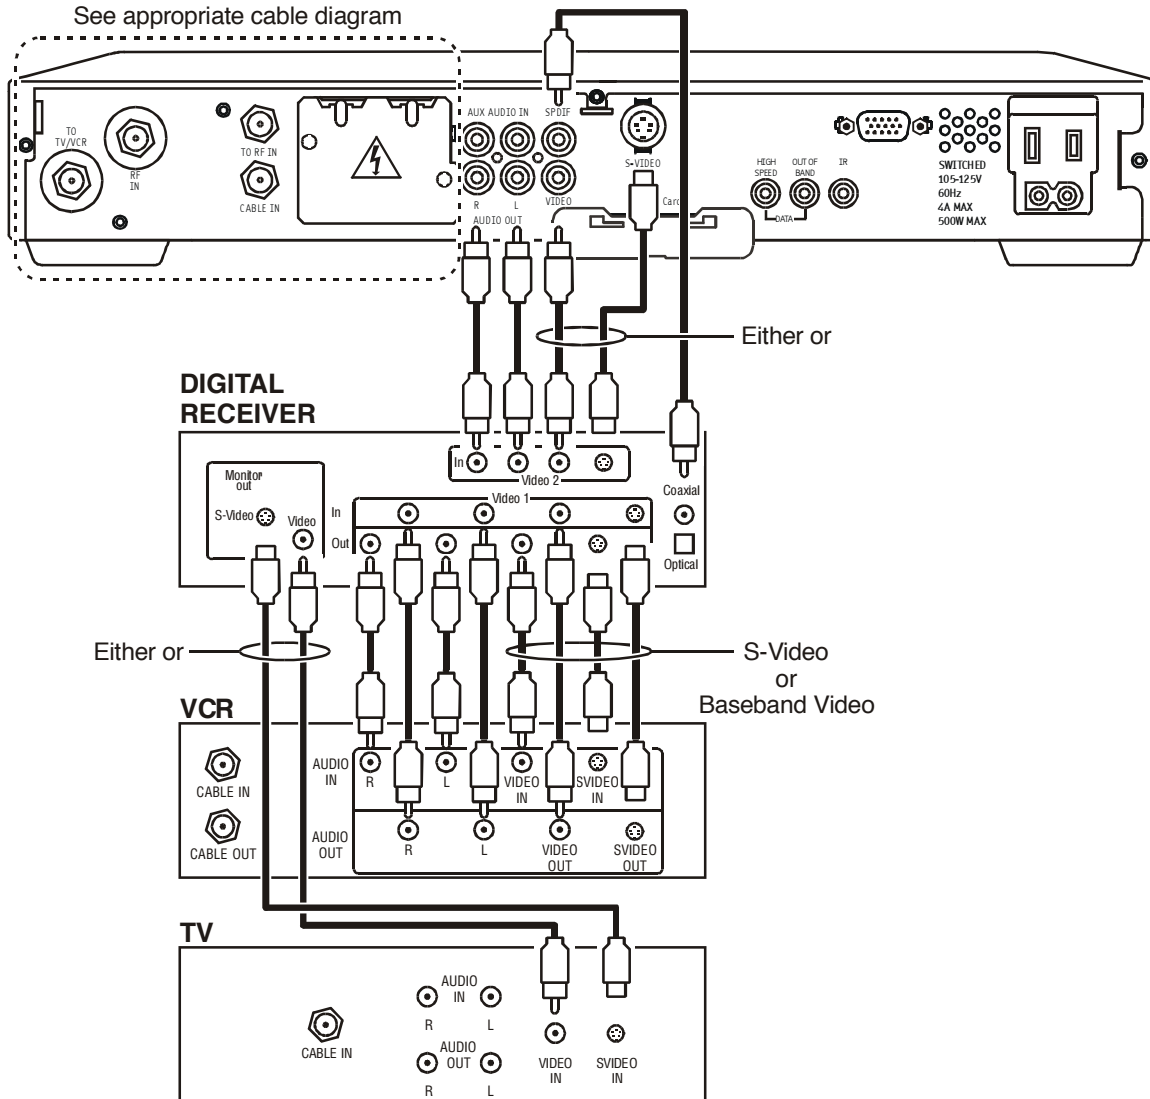 See appropriate cable diagram
TO
TV/VCR
RF
IN
TO RF IN
CABLE IN
AUX AUDIO IN
SPDIF
R
L
VIDEO
AUDIO OUT
S-VIDEO
Card
HIGH
SPEED
OUT OF
BAND
IR
DATA
SWITCHED
105-125V
60Hz
4A MAX
500W MAX
Either or
DIGITAL
RECEIVER
In
Video 2
Monitor
out
S-Video
Video
Video 1
In
Out
Coaxial
Optical
Either or
S-Video
or
Baseband Video
VCR
CABLE IN
CABLE OUT
AUDIO
IN
R
L
VIDEO
IN
SVIDEO
IN
AUDIO
OUT
R
L
VIDEO
OUT
SVIDEO
OUT
TV
CABLE IN
AUDIO
IN
R
L
AUDIO
OUT
R
L
VIDEO
IN
SVIDEO
IN